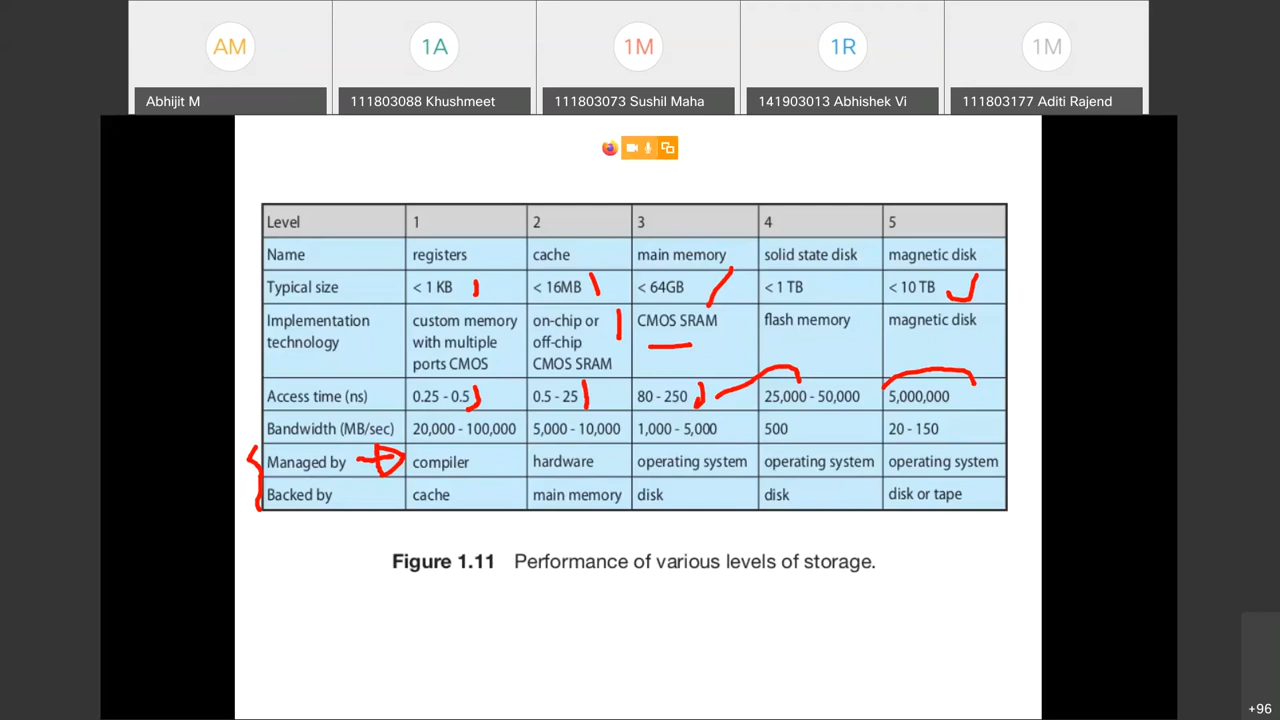 AM 1A 1M 1R 1M
Abhijit M 111803088 Khushmeet 111803073 Sushil Maha 141903013 Abhishek Vi 111803177 Aditi Rajend
Level 1 2 3 4 5
Name registers cache main memory solid state disk magnetic disk
Typical size < 1 KB < 16MB < 64GB < 1 TB < 10 TB
Implementation custom memory on-chip or CMOS SRAM flash memory magnetic disk
technology with multiple off-chip
ports CMOS CMOS SRAM
Access time (ns) 0.25 - 0.5 0.5 - 25 80 - 250 25,000 - 50,000 5,000,000
Bandwidth (MB/sec) 20,000 - 100,000 5,000 - 10,000 1,000 - 5,000 500 20 - 150
Managed by compiler hardware operating system operating system operating system
Backed by cache main memory disk disk disk or tape
Figure 1.11 Performance of various levels of storage.
+96